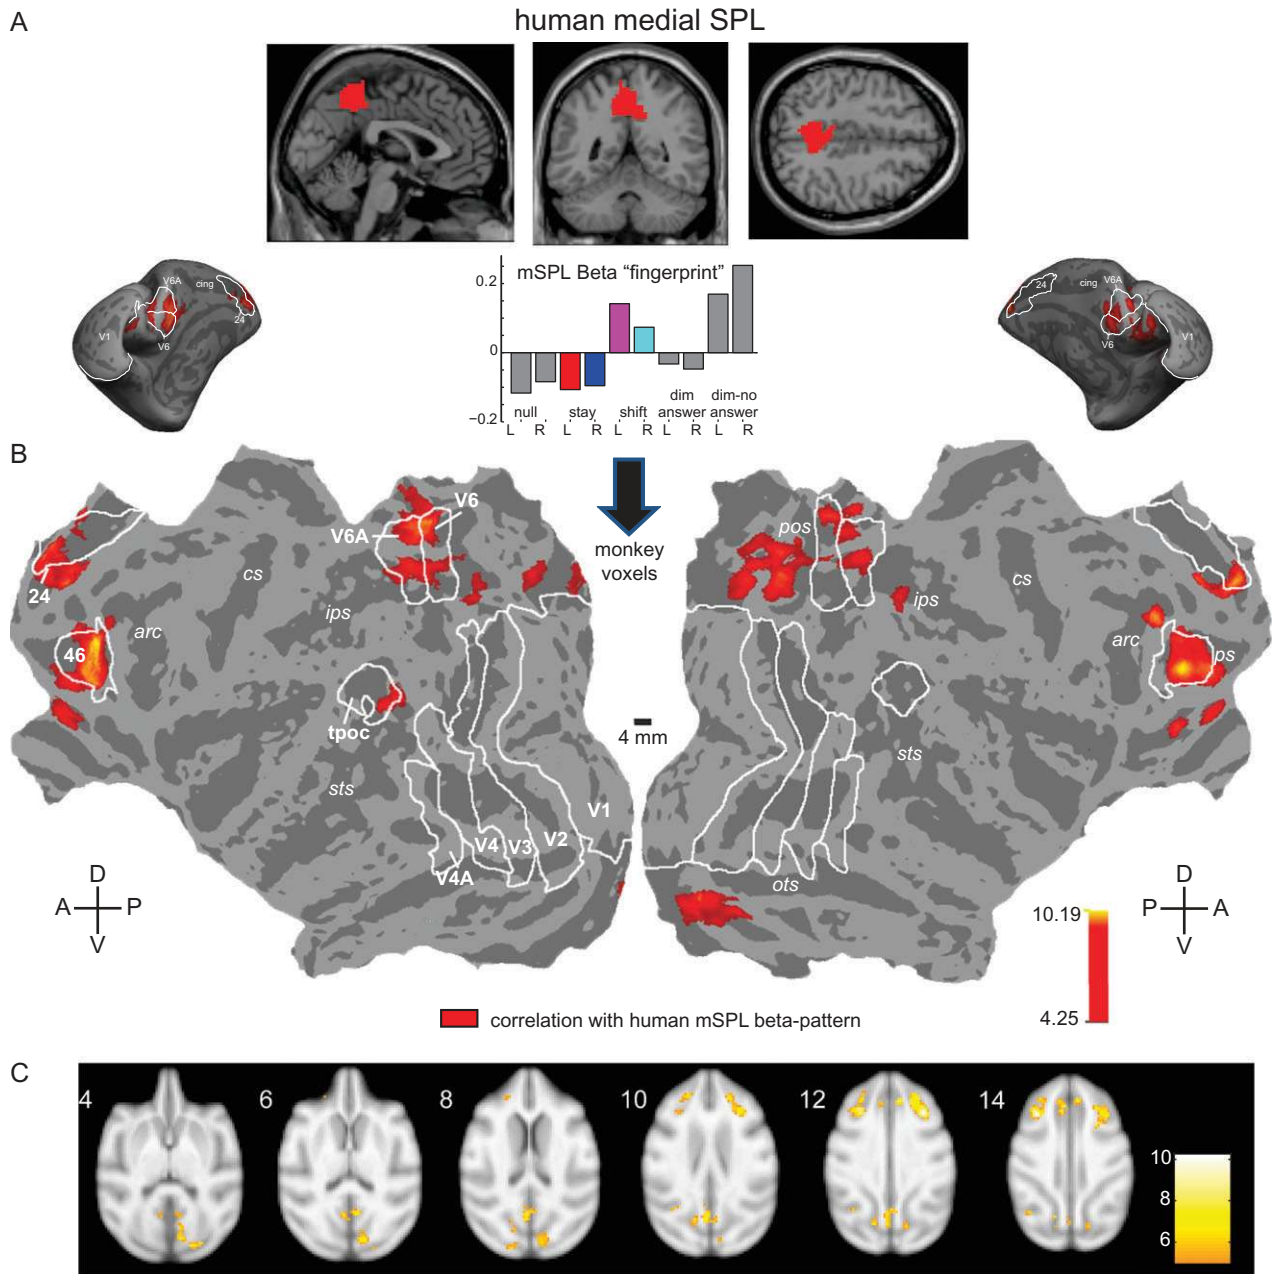 A
human medial SPL
V6A
cing
24
V1
V6
mSPL Beta “fingerprint”
0.2
0
−0.2
null
stay
shift
dim
answer
dim-no
answer
L
R
L
R
L
R
L
R
L
R
24
cing
V6A
V6
V1
B
V6
V6A
24
46
arc
cs
ips
tpoc
sts
V4A
V4
V3
V2
V1
monkey
voxels
4 mm
pos
ips
cs
arc
ps
sts
ots
D
A
P
V
D
P
A
V
10.19
4.25
correlation with human mSPL beta-pattern
C
4
6
8
10
12
14
10
8
6